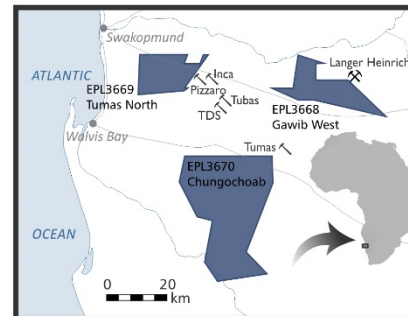 Swakopmund
ATLANTIC
Langer Heinrich
Inca
EPL3669
Tumas North
Pizzaro
Tubas
TDS
EPL3668
Gawib West
Walvis Bay
Tumas
EPL3670
Chungochoab
OCEAN
0 20
km